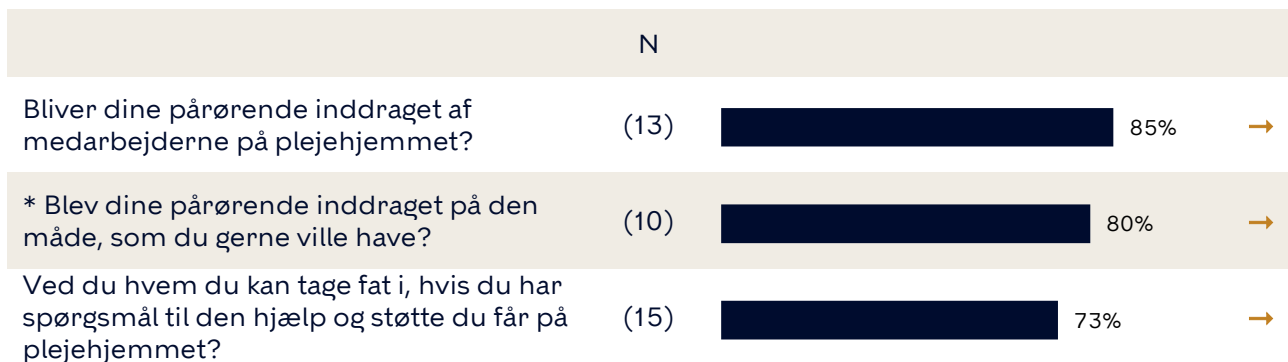 N
Bliver dine pårørende inddraget af
medarbejderne på plejehjemmet?
(13)
85%
→
* Blev dine pårørende inddraget på den
måde, som du gerne ville have?
(10)
80%
→
Ved du hvem du kan tage fat i, hvis du har
spørgsmål til den hjælp og støtte du får på
plejehjemmet?
(15)
73%
→